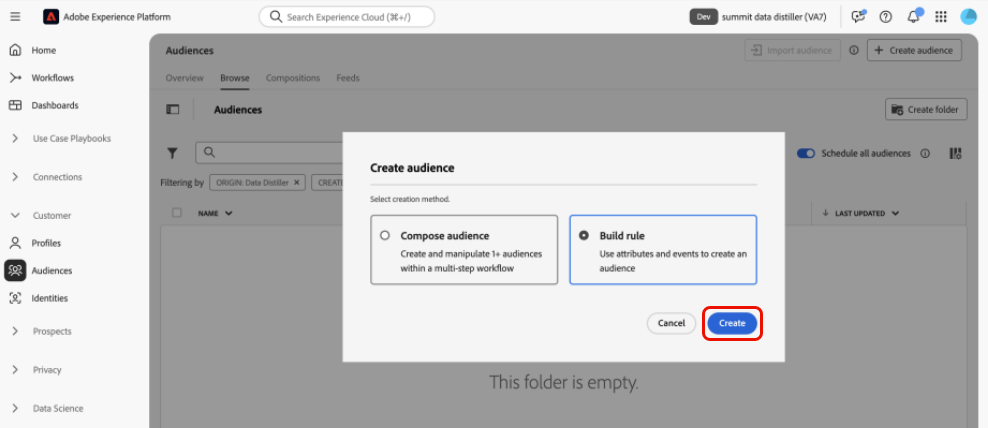 Adobe Experience Platform
Search Experience Cloud (⌘+/)
Dev
summit data distiller (VA7)
Home
Workflows
Dashboards
Use Case Playbooks
Connections
Customer
Profiles
Audiences
Identities
Prospects
Privacy
Data Science
Audiences
Import audience
Create audience
Overview
Browse
Compositions
Feeds
Audiences
Create folder
Schedule all audiences
Filtering by
ORIGIN: Data Distiller
CREATE
NAME
LAST UPDATED
Create audience
Select creation method.
Compose audience
Create and manipulate 1+ audiences
within a multi-step workflow
Build rule
Use attributes and events to create an
audience
Cancel
Create
This folder is empty.